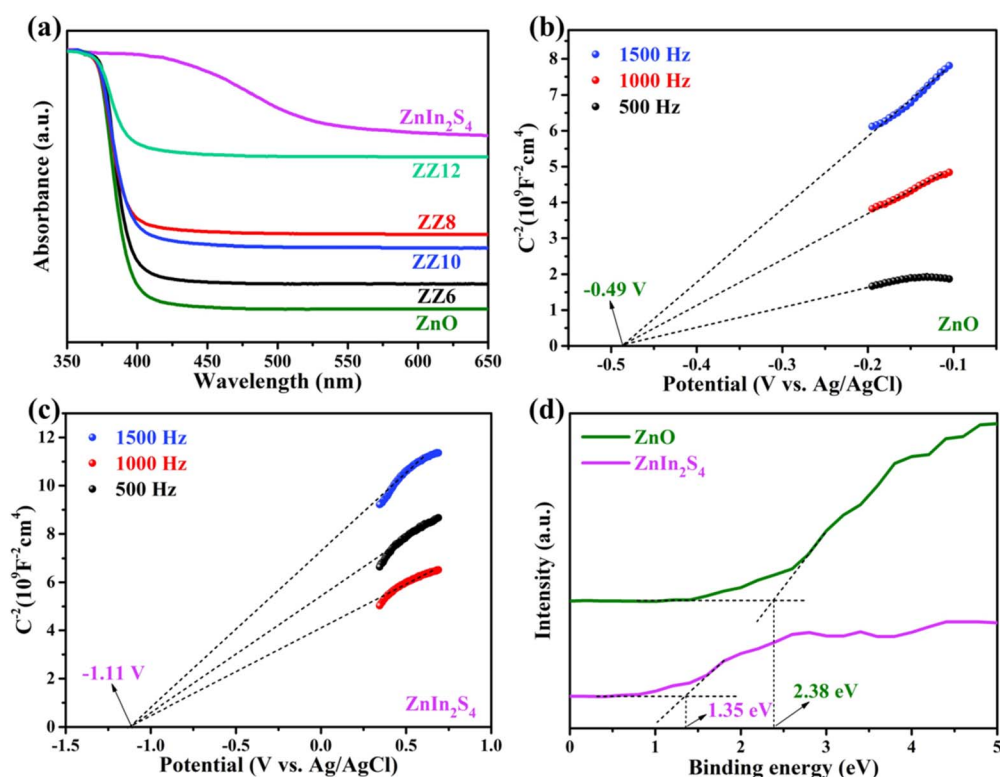 (a)
ZnIn₂S₄
ZZ12
ZZ8
ZZ10
ZZ6
ZnO
Absorbance (a.u.)
350 400 450 500 550 600 650
Wavelength (nm)
(b)
1500 Hz
1000 Hz
500 Hz
8
7
6
5
4
3
2
1
0
C⁻²(10⁹F⁻²cm⁴)
-0.49 V
ZnO
-0.5 -0.4 -0.3 -0.2 -0.1
Potential (V vs. Ag/AgCl)
(c)
1500 Hz
1000 Hz
500 Hz
12
10
8
6
4
2
0
C⁻²(10⁹F⁻²cm⁴)
-1.11 V
ZnIn₂S₄
-1.5 -1.0 -0.5 0.0 0.5 1.0
Potential (V vs. Ag/AgCl)
(d)
ZnO
ZnIn₂S₄
Intensity (a.u.)
1.35 eV
2.38 eV
0 1 2 3 4 5
Binding energy (eV)